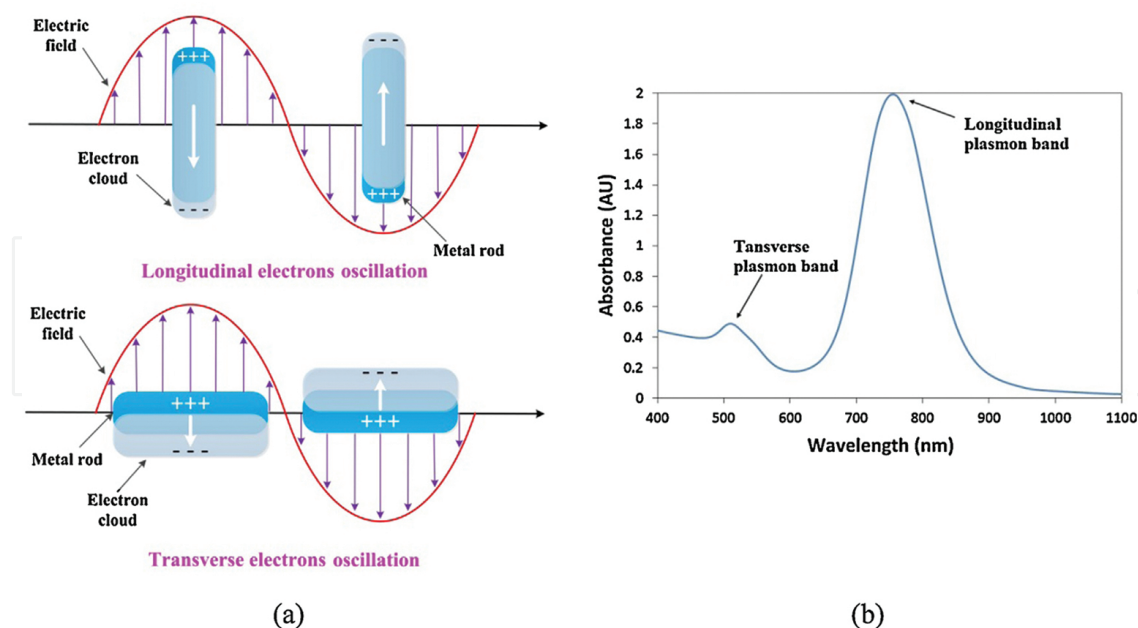 Electric
field
+++
- - -
- - -
+++
Electron
cloud
Metal rod
Longitudinal electrons oscillation
Electric
field
+++
- - -
- - -
+++
Metal rod
Electron
cloud
Transverse electrons oscillation
(a)
Absorbance (AU)
2
1.8
1.6
1.4
1.2
1
0.8
0.6
0.4
0.2
0
Longitudinal
plasmon band
Tansverse
plasmon band
400 500 600 700 800 900 1000 1100
Wavelength (nm)
(b)